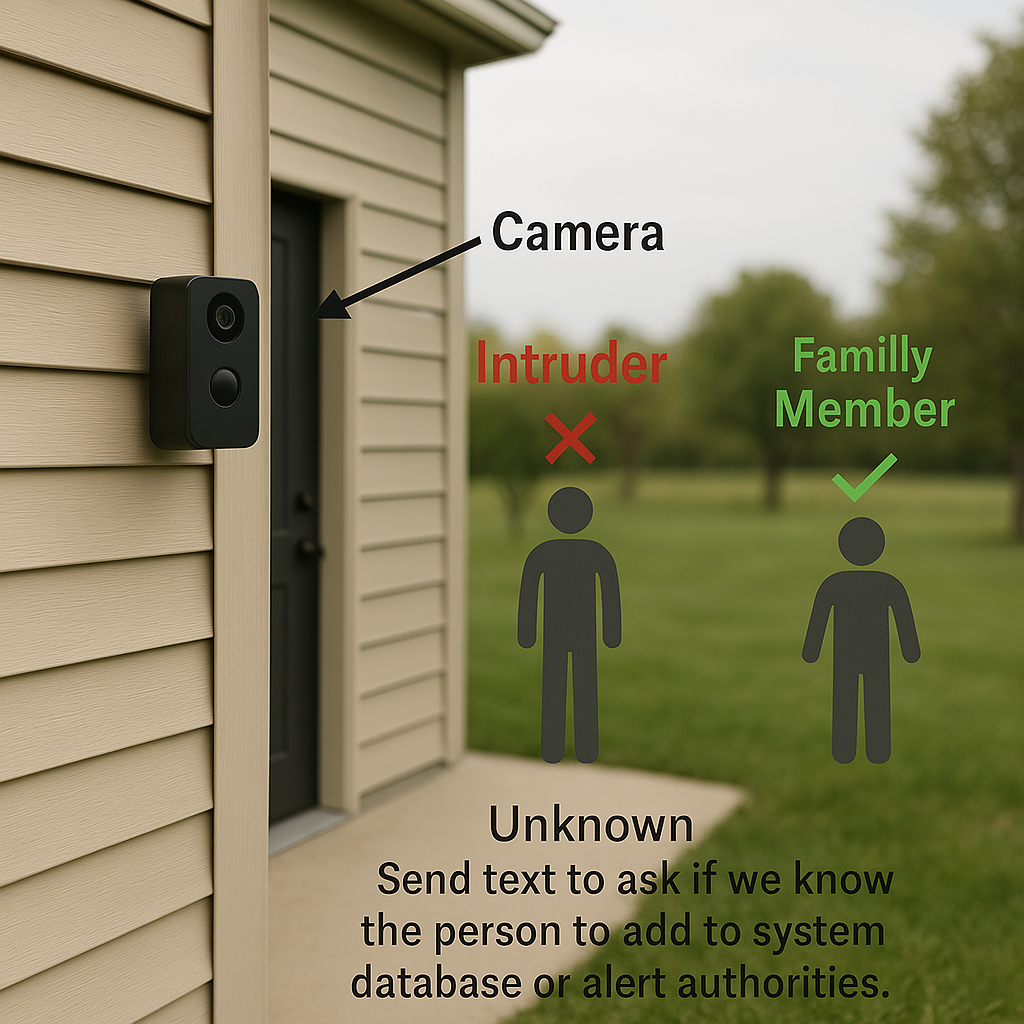 Camera
Intruder
Familly
Member
Unknown
Send text to ask if we know
the person to add to system
database or alert authorities.